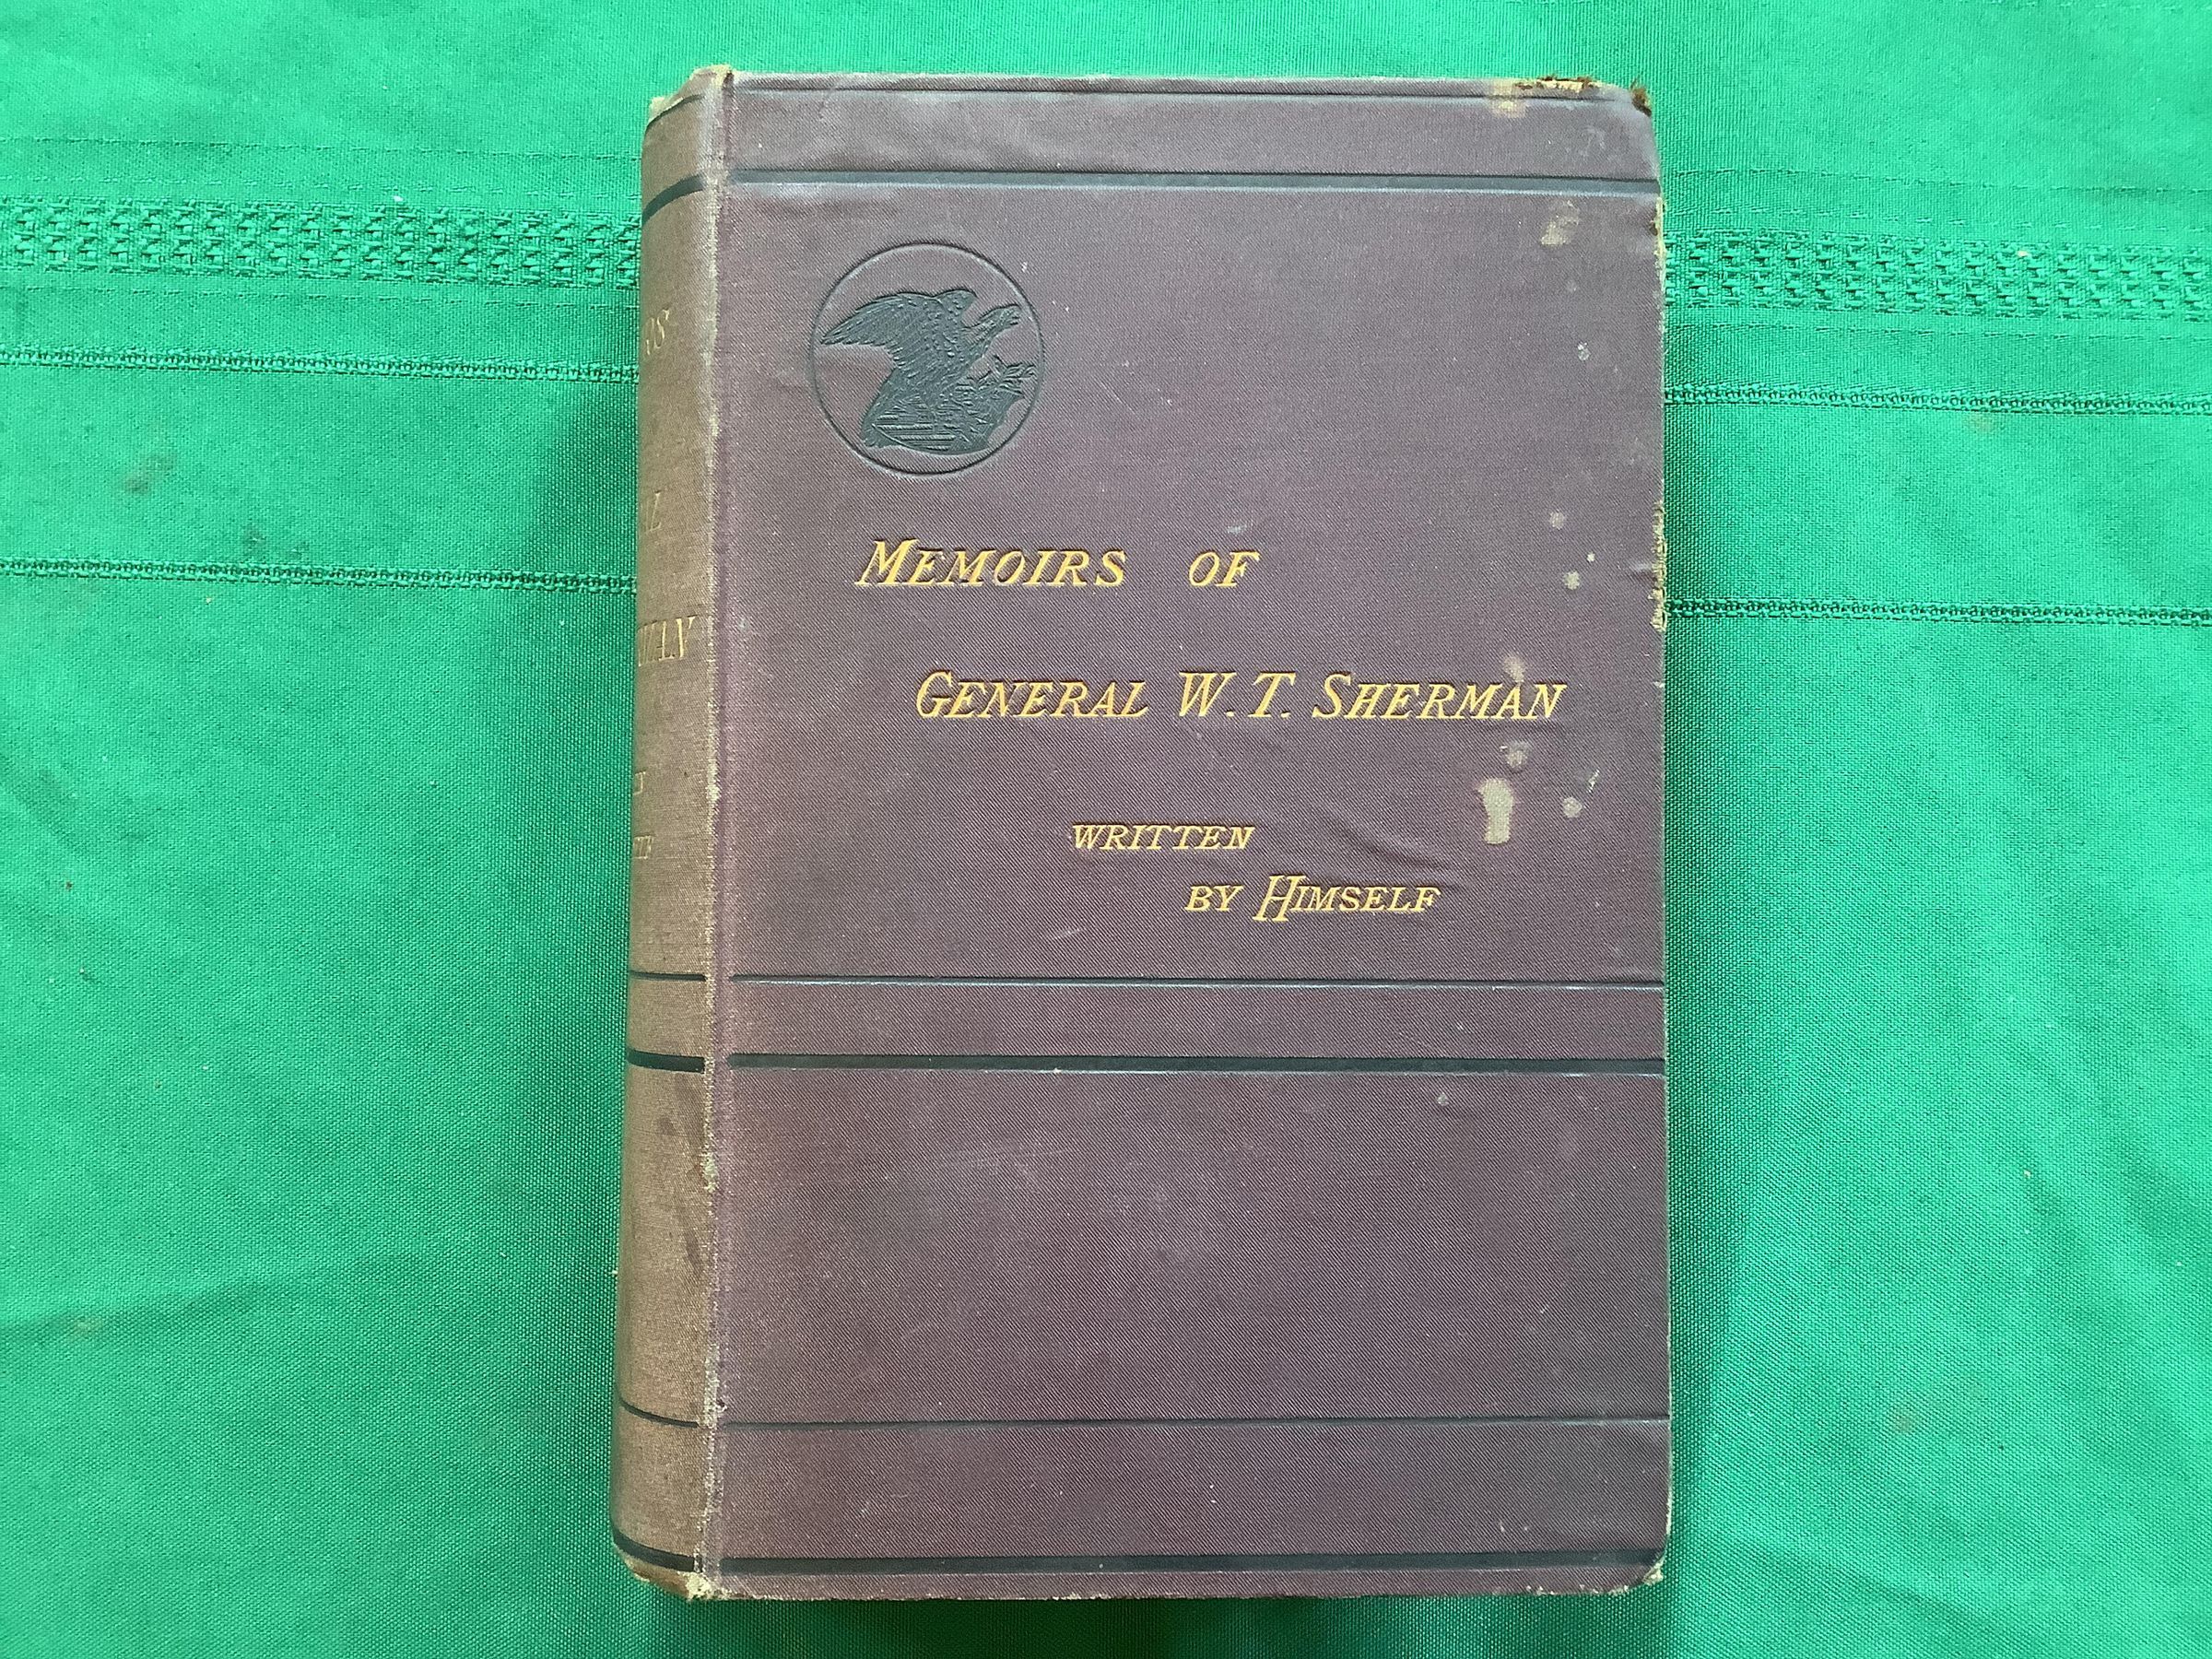 MEMOIRS OF
GENERAL W. T. SHERMAN
WRITTEN
BY HIMSELF